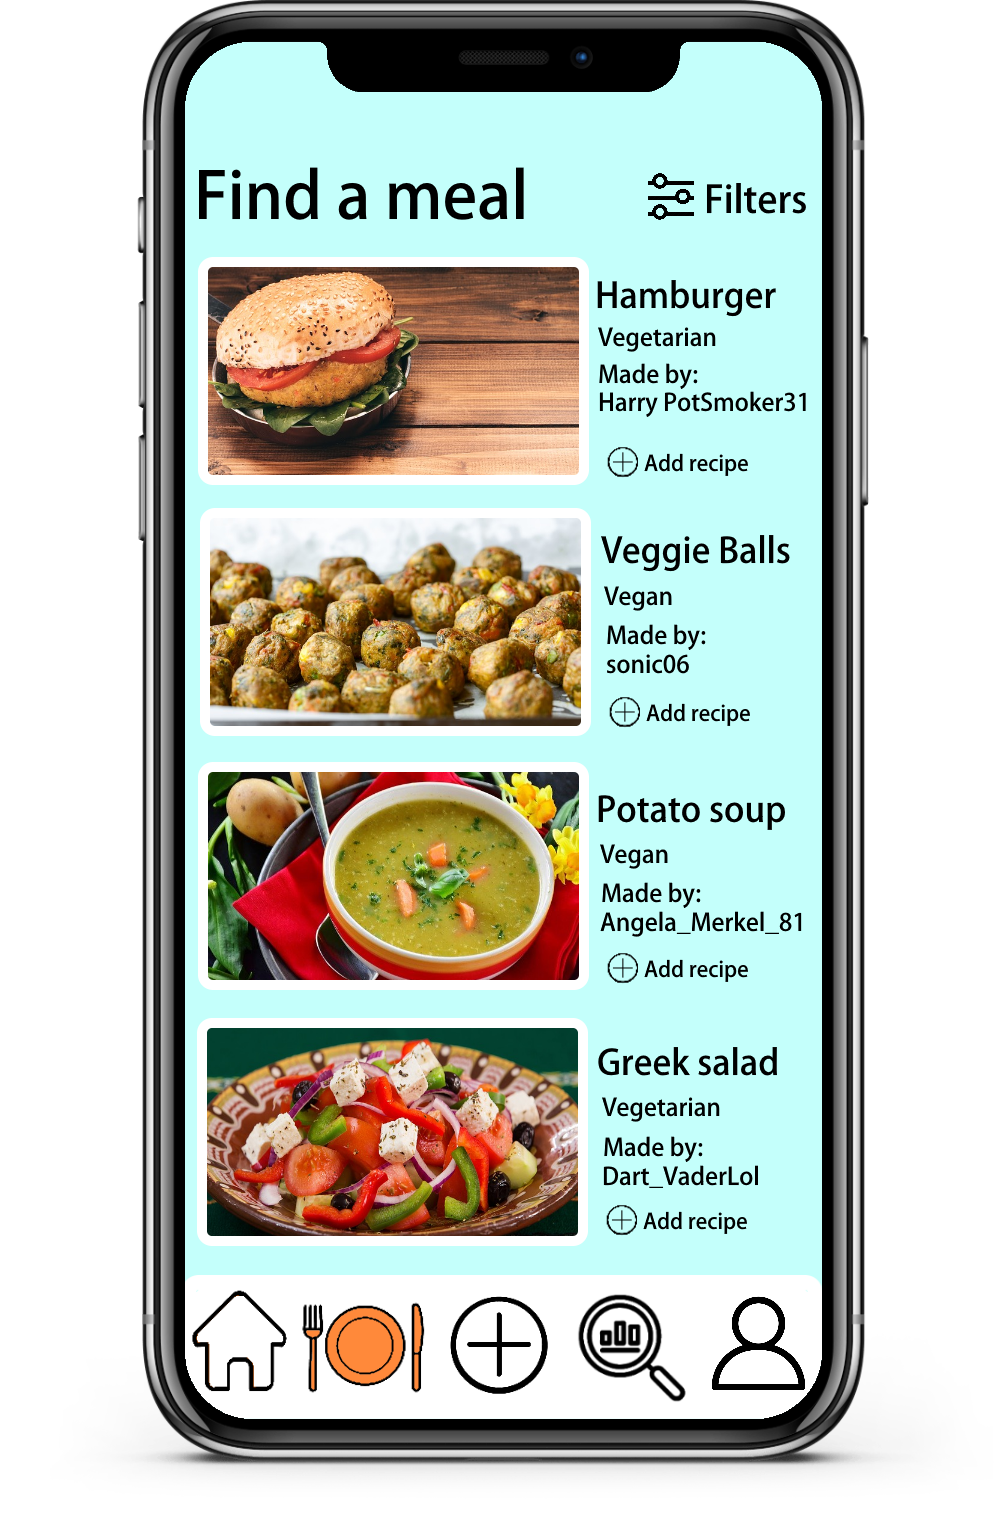 Find a meal
Filters
Hamburger
Vegetarian
Made by:
Harry PotSmoker31
Add recipe
Veggie Balls
Vegan
Made by:
sonic06
Add recipe
Potato soup
Vegan
Made by:
Angela_Merkel_81
Add recipe
Greek salad
Vegetarian
Made by:
Dart_VaderLol
Add recipe